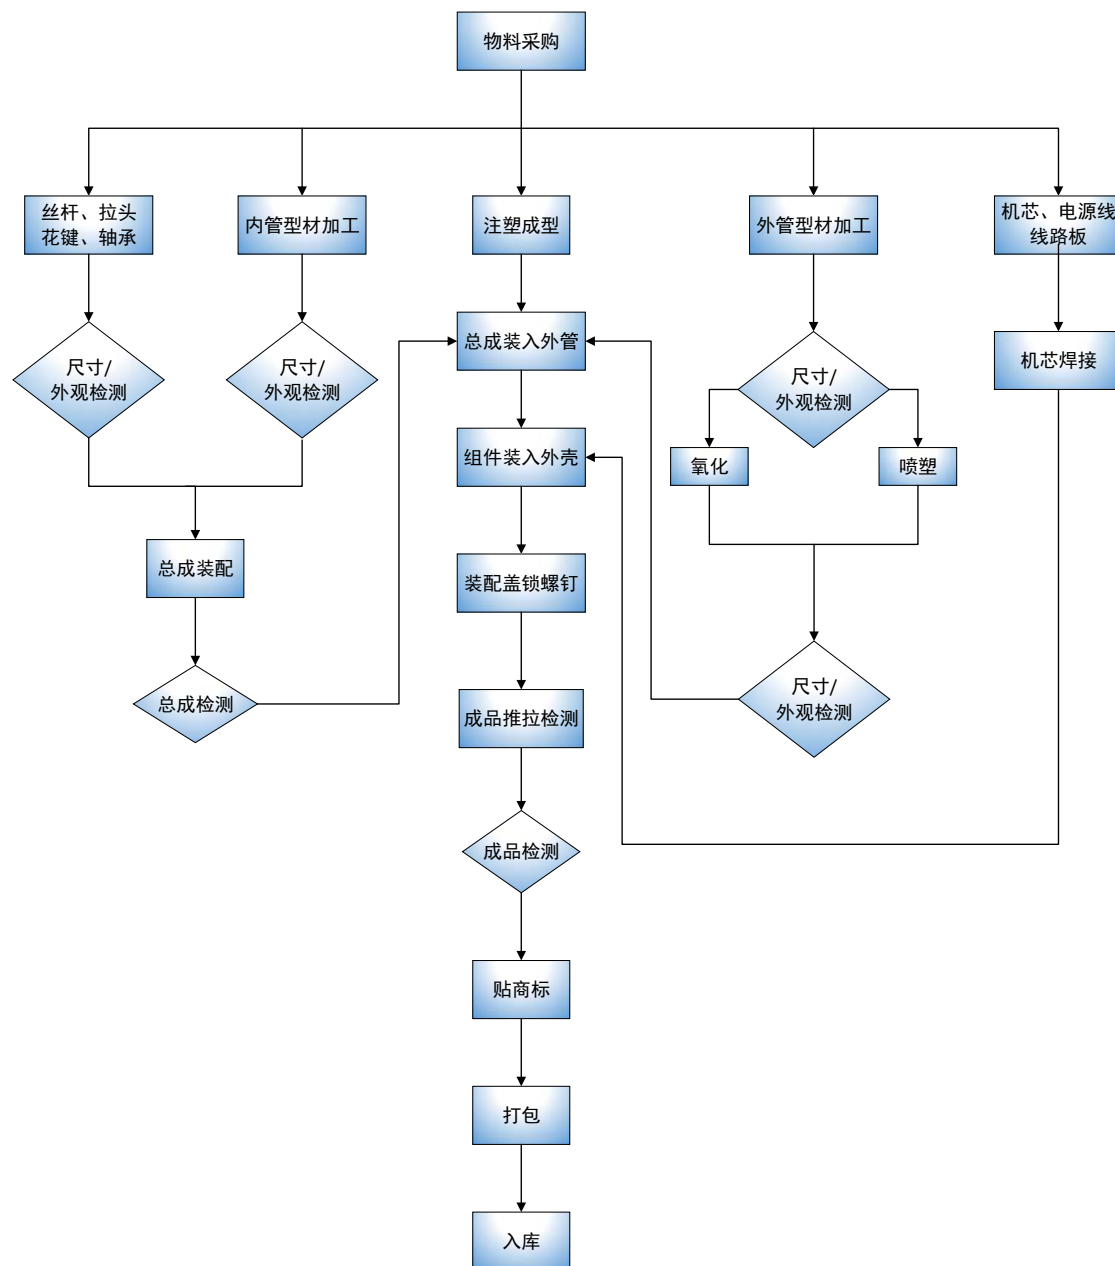 物料采购
丝杆、拉头
花键、轴承
内管型材加工
注塑成型
外管型材加工
机芯、电源线
线路板
尺寸/
外观检测
尺寸/
外观检测
总成装入外管
尺寸/
外观检测
机芯焊接
组件装入外壳
氧化
喷塑
总成装配
装配盖锁螺钉
总成检测
成品推拉检测
尺寸/
外观检测
成品检测
贴商标
打包
入库